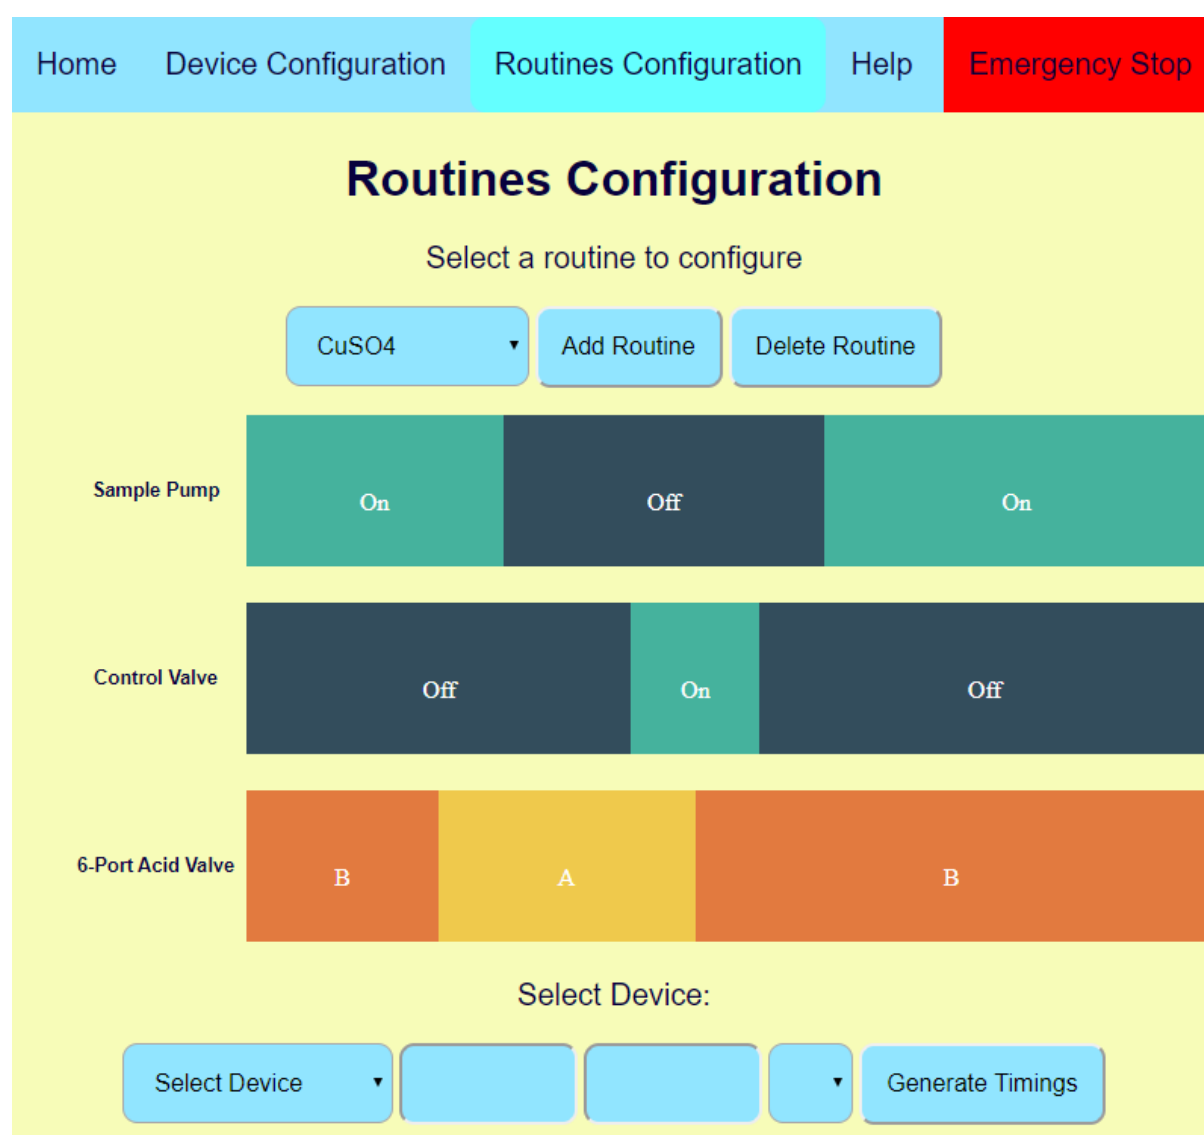 Home Device Configuration Routines Configuration Help Emergency Stop
Routines Configuration
Select a routine to configure
CuSO4 Add Routine Delete Routine
Sample Pump On Off On
Control Valve Off On Off
6-Port Acid Valve B A B
Select Device:
Select Device Generate Timings